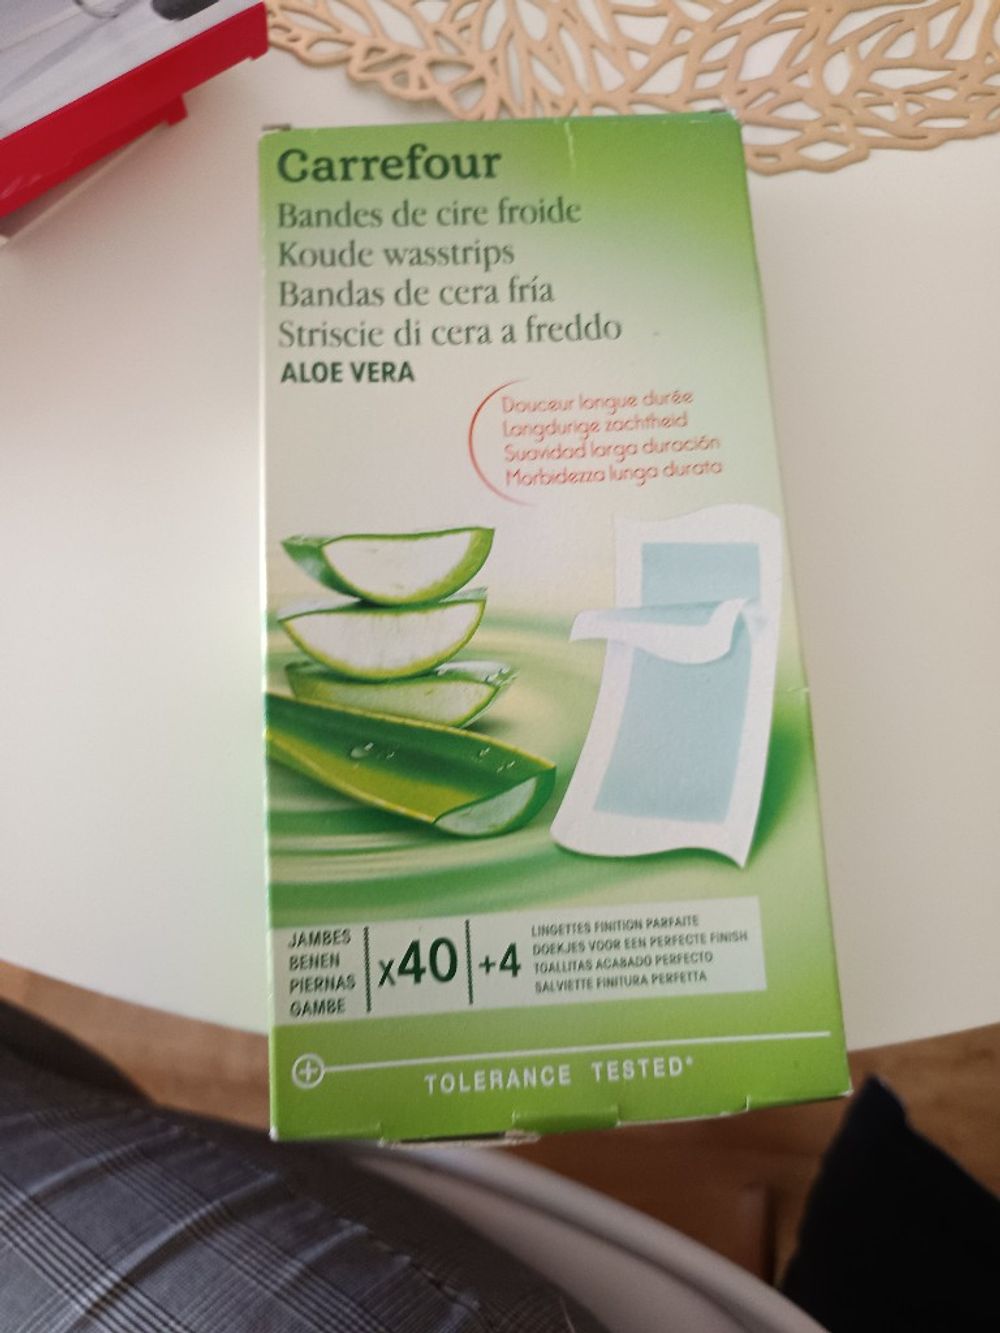 Carrefour
Bandes de cire froide
Koude wasstrips
Bandas de cera fría
Striscie di cera a freddo
ALOE VERA
Douceur longue durée
Langdurige zachtheid
Suavidad larga duración
Morbidezza lunga durata
JAMBES
BENEN
PIERNAS
GAMBE
x40
+4
LINGETTES FINITION PARFAITE
DOEKJES VOOR EEN PERFECTE FINISH
TOALLITAS ACABADO PERFECTO
SALVIETTE FINITURA PERFETTA
TOLERANCE TESTED*